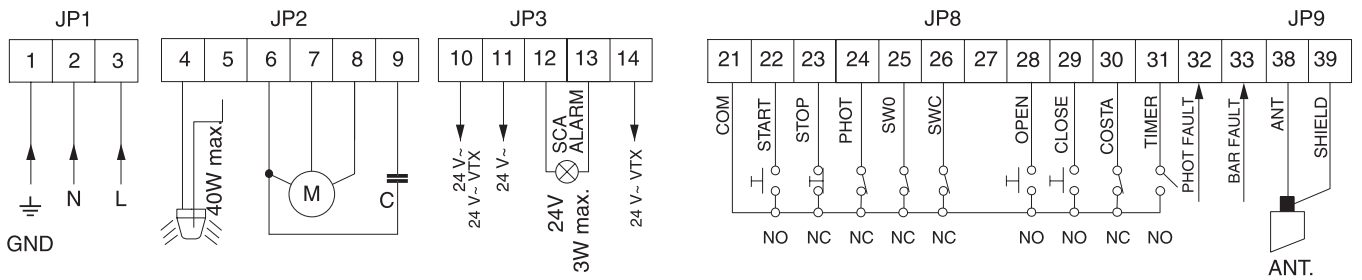 JP1 JP2 JP3 JP8 JP9
1 2 3 4 5 6 7 8 9 10 11 12 13 14 21 22 23 24 25 26 27 28 29 30 31 32 33 38 39
GND
N
L
40W max.
M
C
24 V~
24 V~ VTX
24 V~
24V
3W max.
SCA
ALARM
24 V~ VTX
COM
START
STOP
PHOT
SW0
SWC
OPEN
CLOSE
COSTA
TIMER
PHOT FAULT
BAR FAULT
ANT
SHIELD
NO NC NC NC NC NO NO NC NO
ANT.